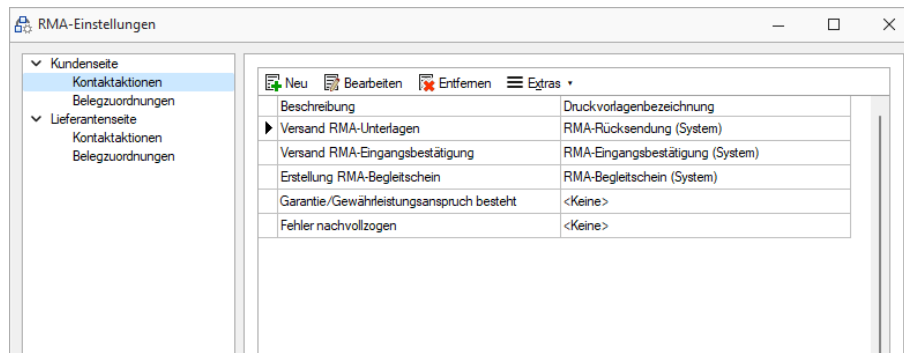 RMA-Einstellungen
Kundenseite
Kontaktaktionen
Belegzuordnungen
Lieferantenseite
Kontaktaktionen
Belegzuordnungen
Neu Bearbeiten Entfernen Extras
Beschreibung Druckvorlagenbezeichnung
Versand RMA-Unterlagen RMA-Rücksendung (System)
Versand RMA-Eingangsbestätigung RMA-Eingangsbestätigung (System)
Erstellung RMA-Begleitschein RMA-Begleitschein (System)
Garantie/Gewährleistungsanspruch besteht <Keine>
Fehler nachvollzogen <Keine>